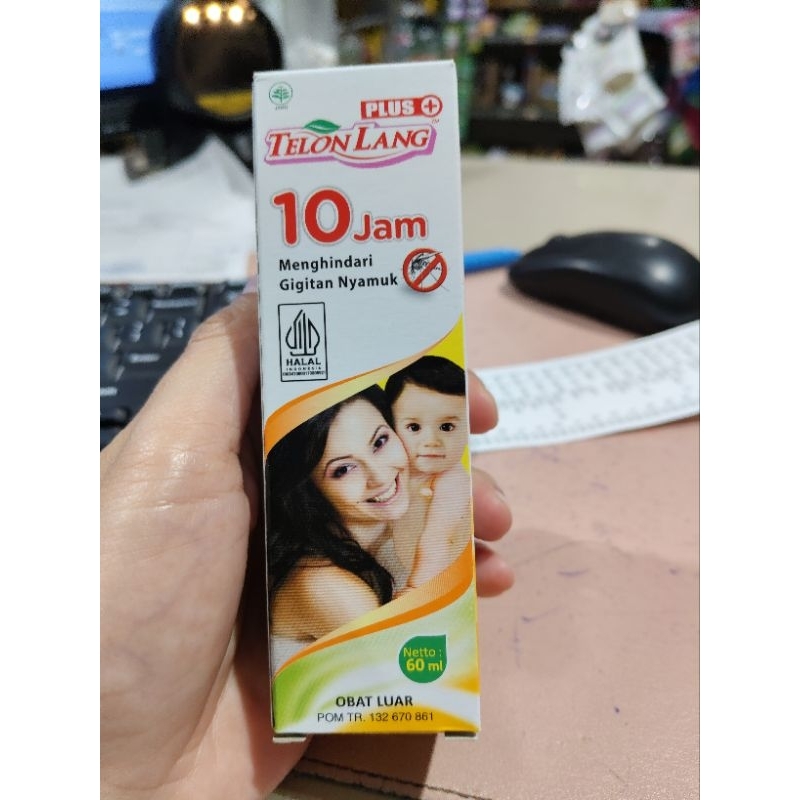 PLUS +
TELON LANG™
10 Jam
Menghindari
Gigitan Nyamuk
HALAL
INDONESIA
Netto :
60 ml
OBAT LUAR
POM TR. 132 670 861